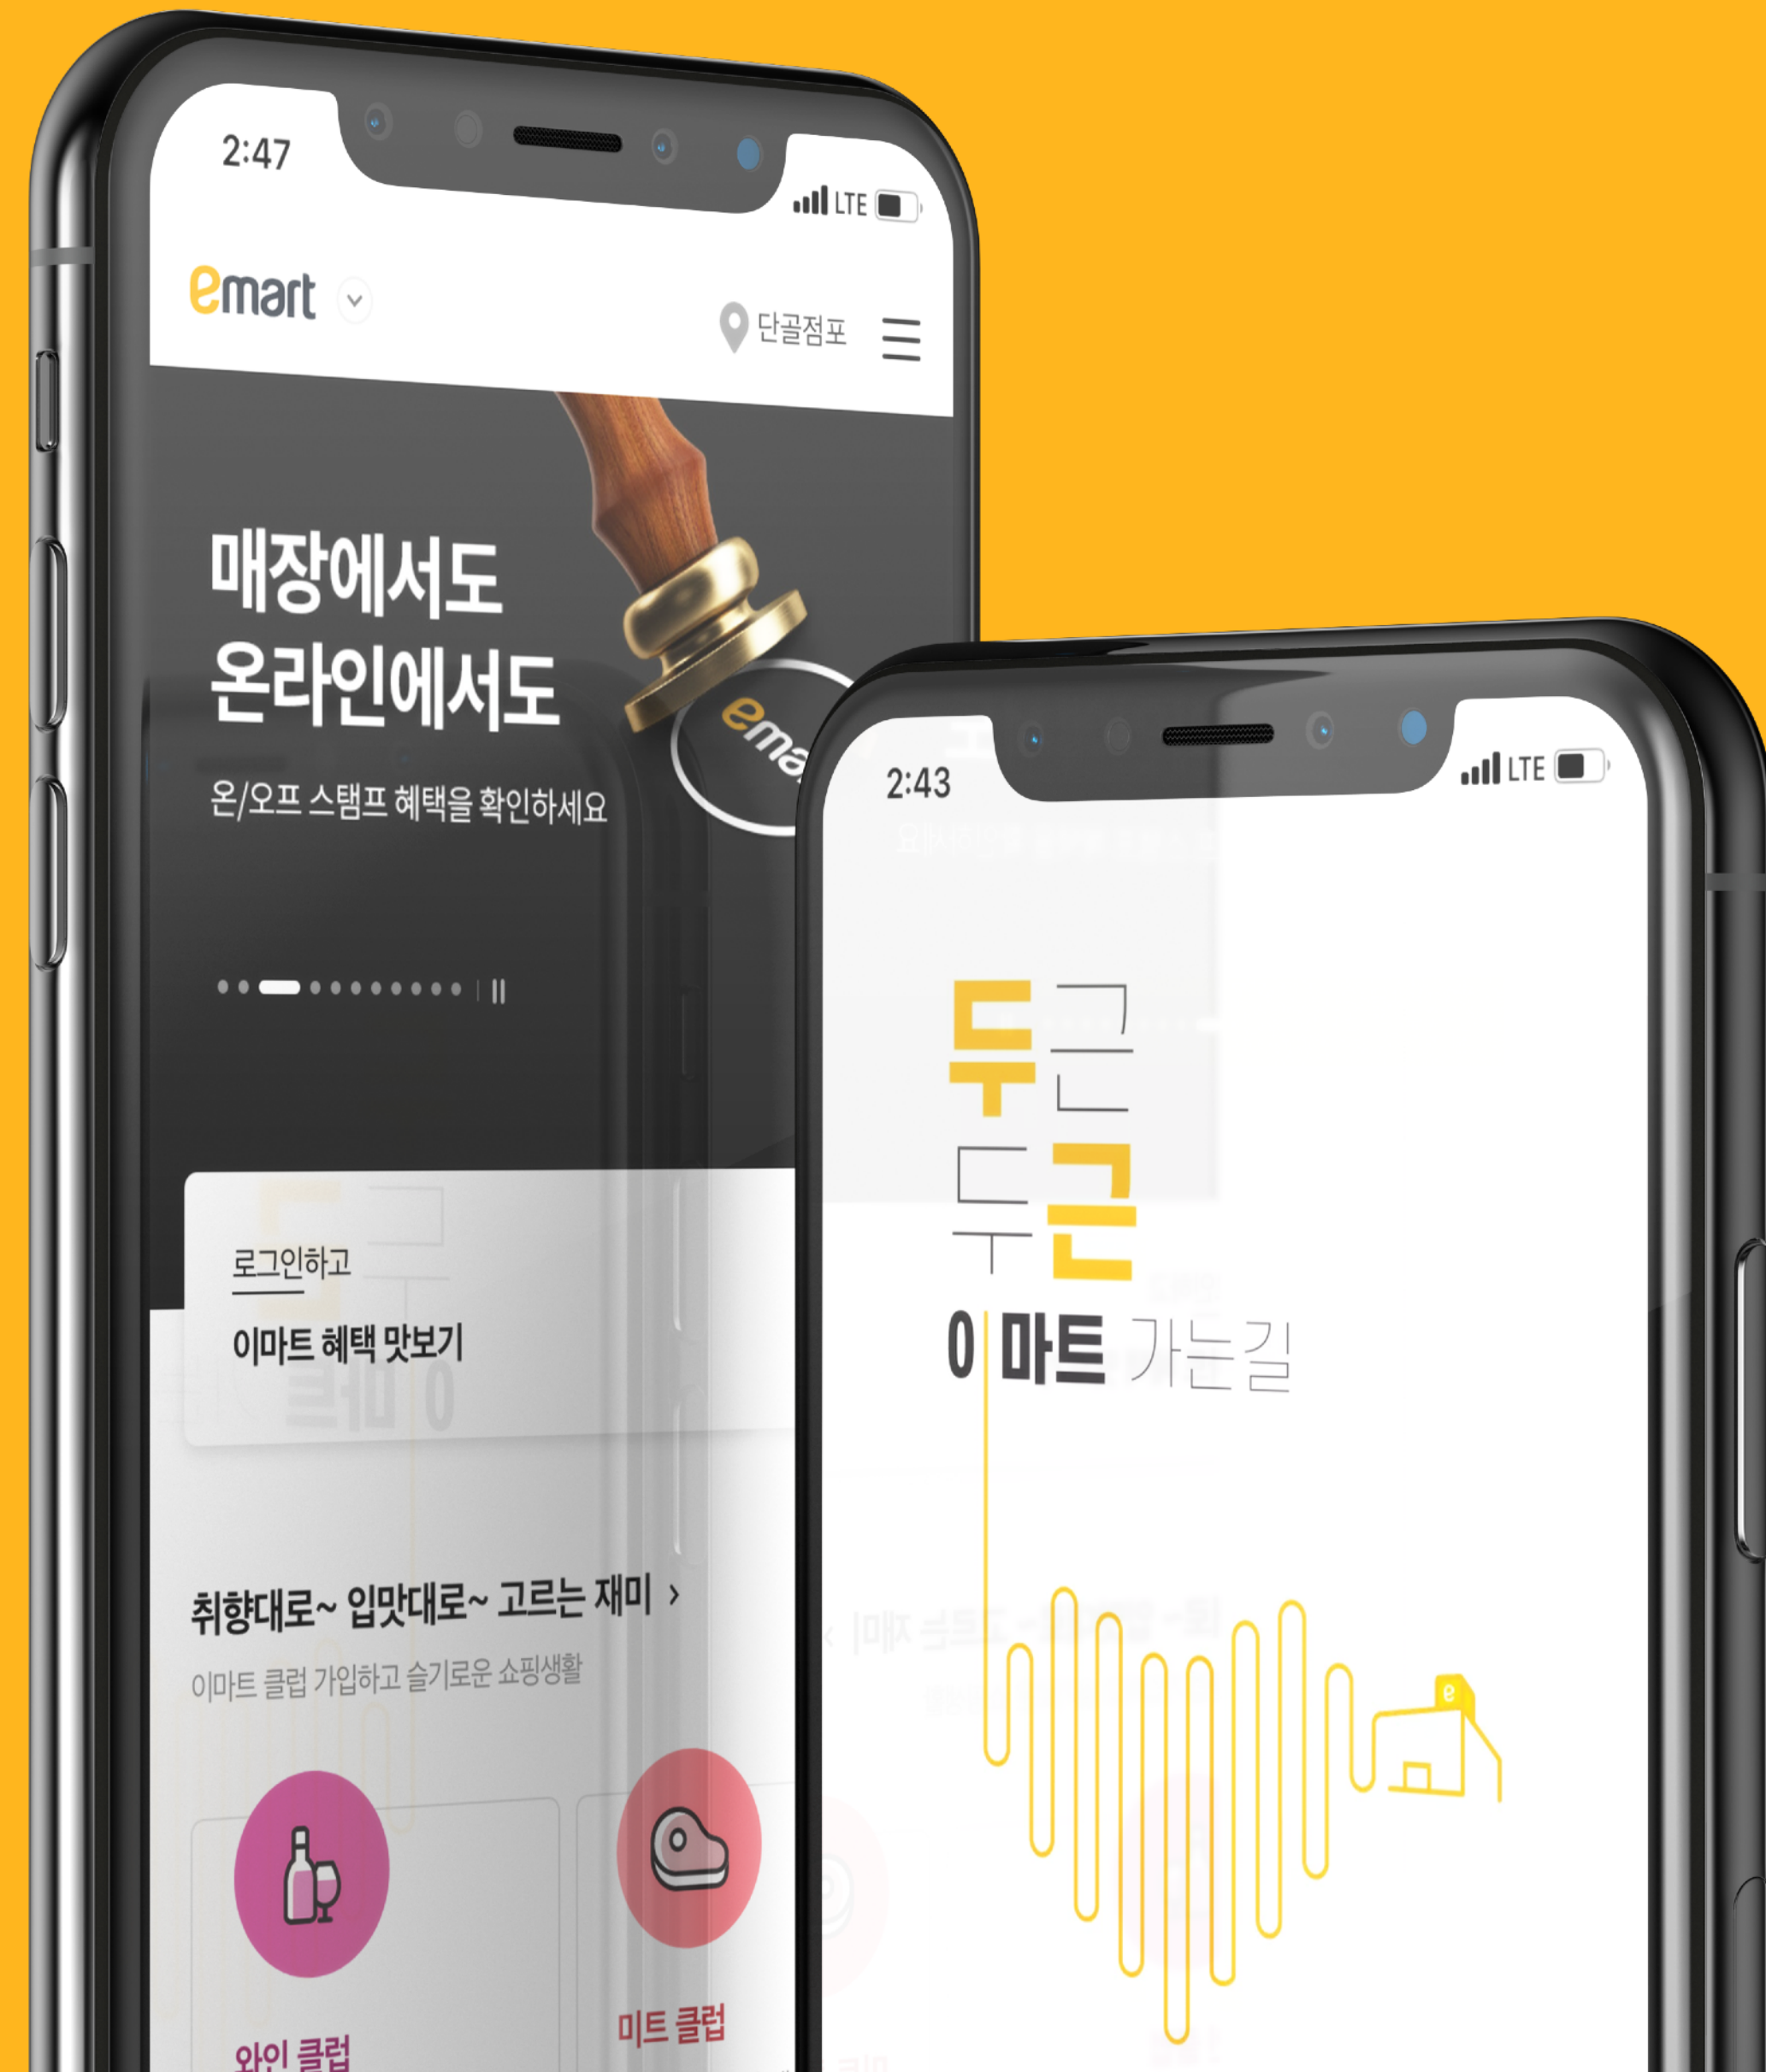 2:47
LTE
emart
단골점포
매장에서도
온라인에서도
온/오프 스탬프 혜택을 확인하세요
로그인하고
이마트 혜택 맛보기
취향대로~ 입맛대로~ 고르는 재미 >
이마트 클럽 가입하고 슬기로운 쇼핑생활
와인 클럽
미트 클럽
2:43
LTE
두근
두근
이마트 가는길
e